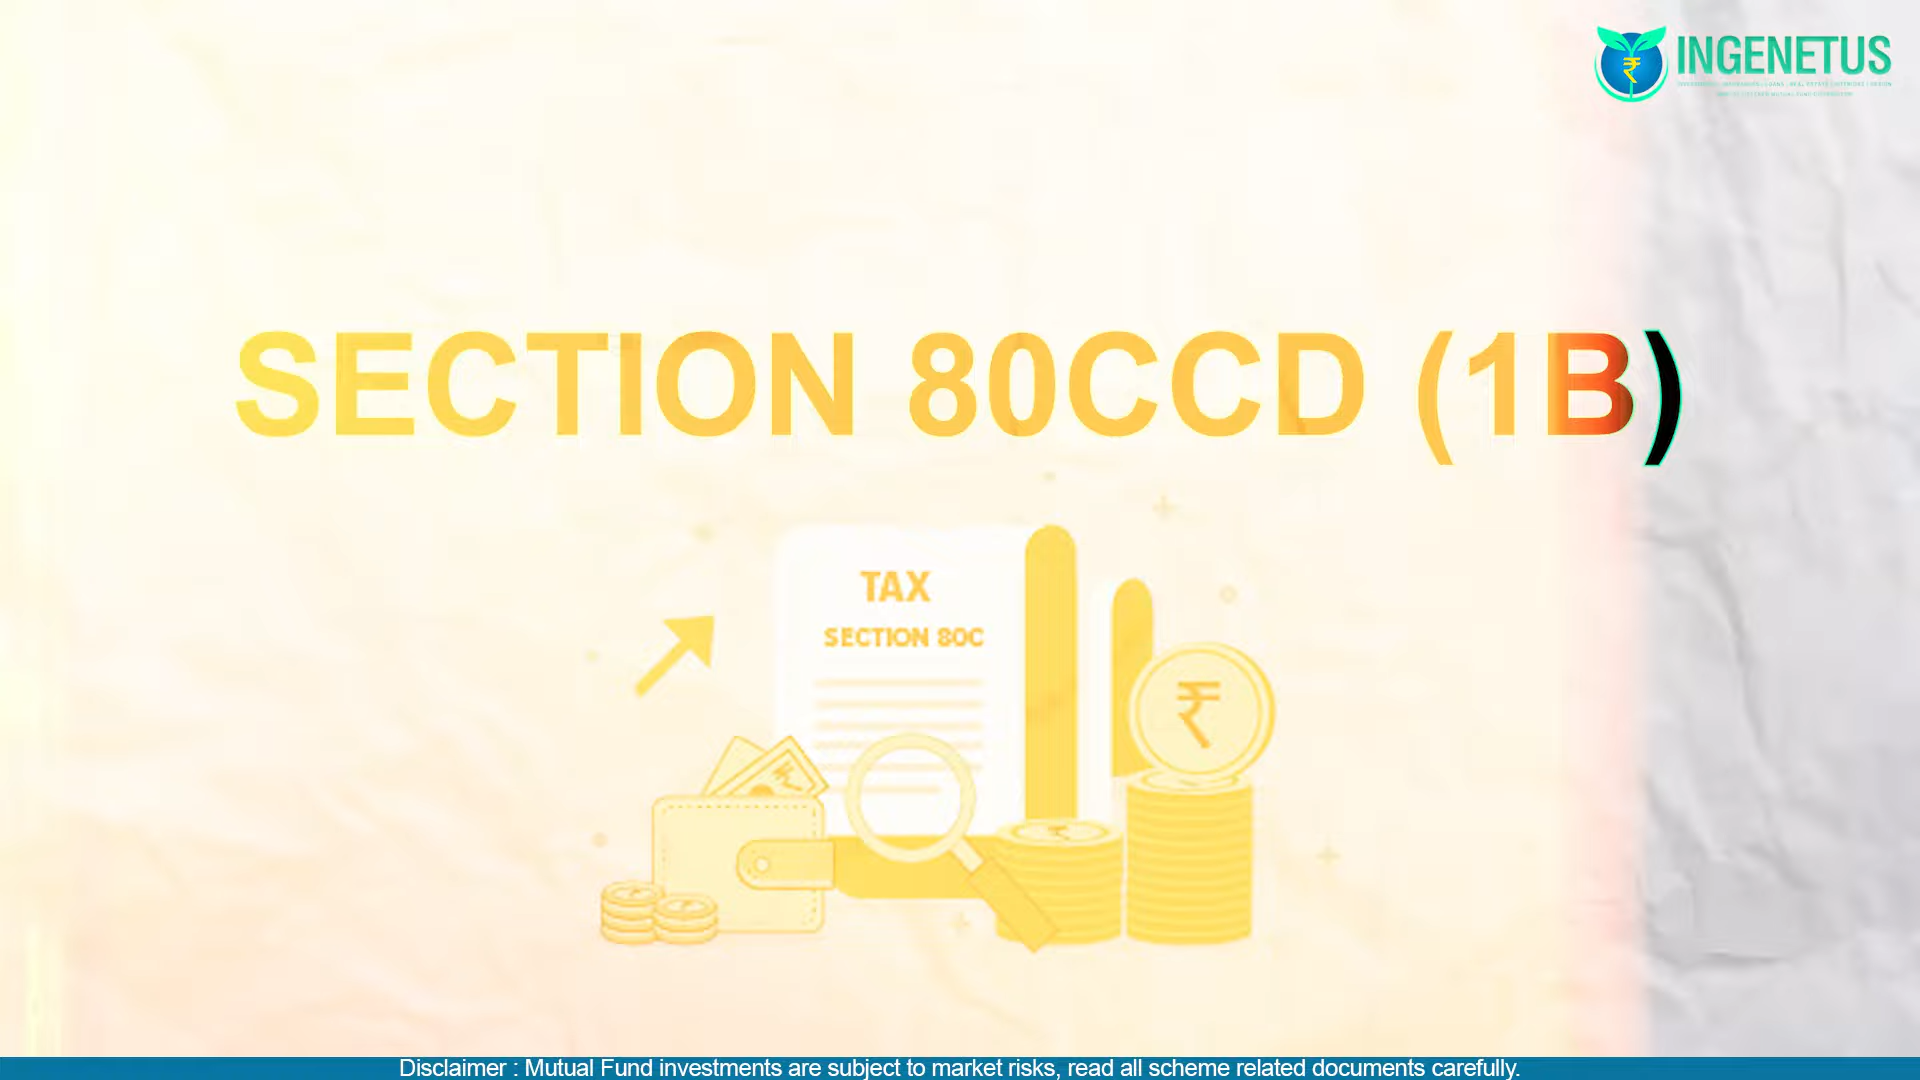 INGENETUS
SECTION 80CCD (1B)
TAX
SECTION 80C
₹
Disclaimer : Mutual Fund investments are subject to market risks, read all scheme related documents carefully.